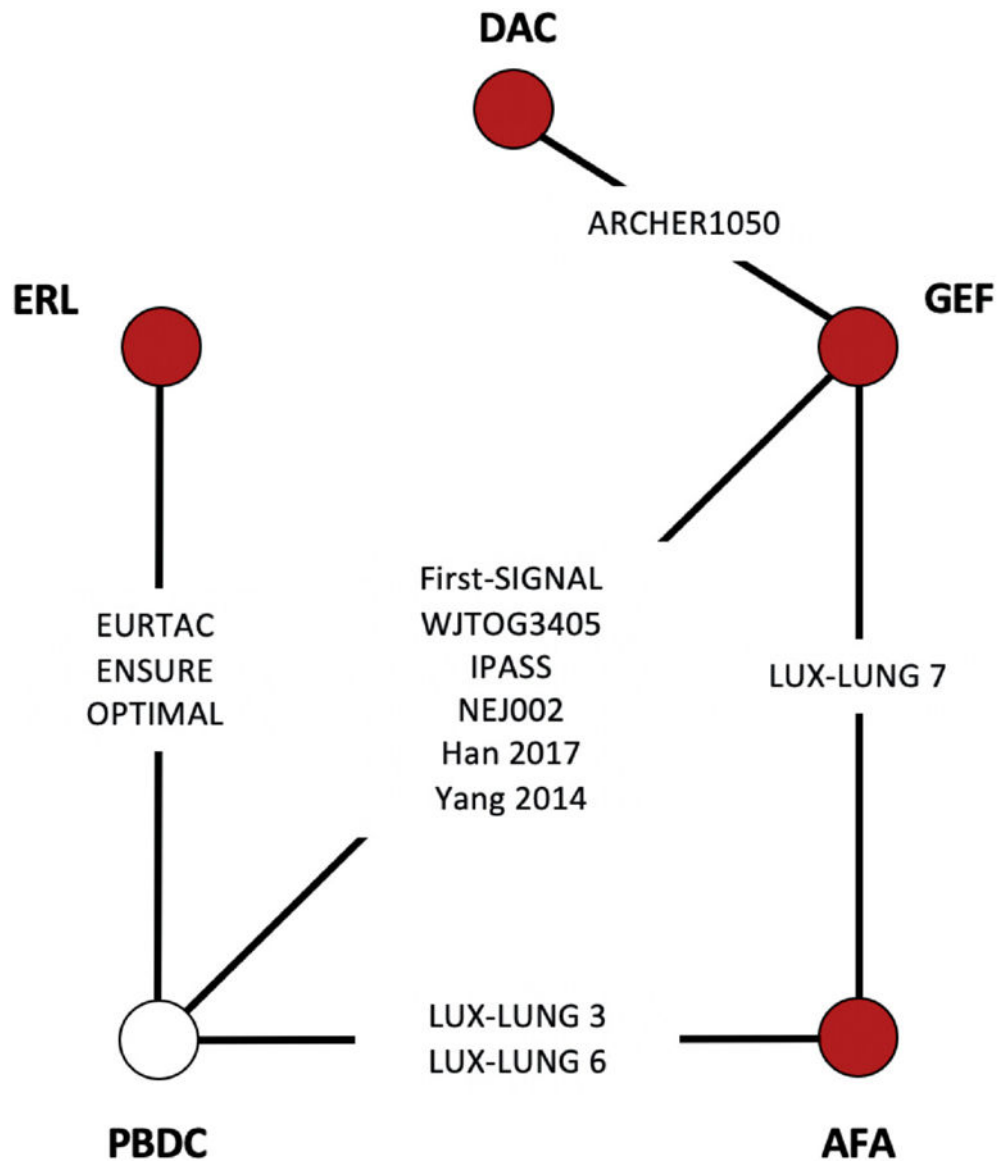 DAC
ARCHER1050
ERL
GEF
EURTAC
ENSURE
OPTIMAL
First-SIGNAL
WJTOG3405
IPASS
NEJ002
Han 2017
Yang 2014
LUX-LUNG 7
LUX-LUNG 3
LUX-LUNG 6
PBDC
AFA